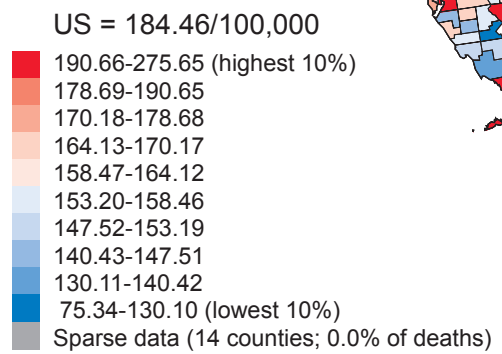 US = 184.46/100,000
190.66-275.65 (highest 10%)
178.69-190.65
170.18-178.68
164.13-170.17
158.47-164.12
153.20-158.46
147.52-153.19
140.43-147.51
130.11-140.42
75.34-130.10 (lowest 10%)
Sparse data (14 counties; 0.0% of deaths)